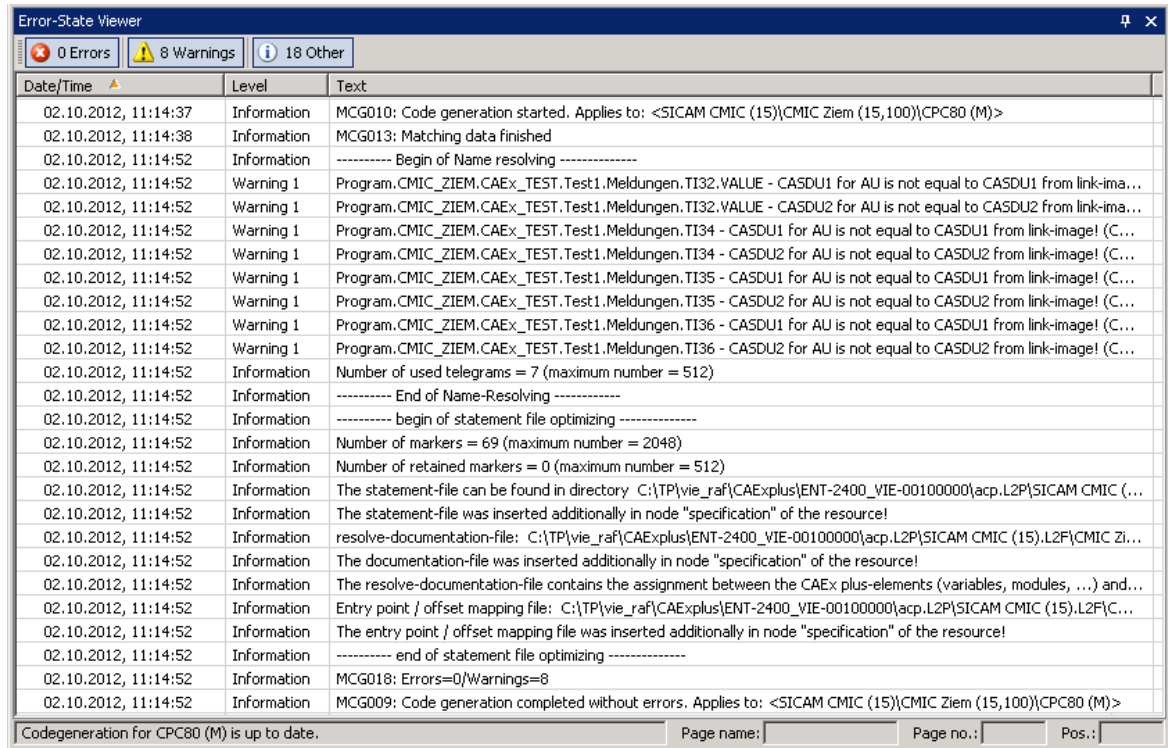 Error-State Viewer
0 Errors 8 Warnings 18 Other
Date/Time Level Text
02.10.2012, 11:14:37 Information MCG010: Code generation started. Applies to: <SICAM CMIC (15)\CMIC Ziem (15,100)\CPC80 (M)>
02.10.2012, 11:14:38 Information MCG013: Matching data finished
02.10.2012, 11:14:52 Information ---------- Begin of Name resolving --------------
02.10.2012, 11:14:52 Warning 1 Program.CMIC_ZIEM.CAEx_TEST.Test1.Meldungen.TI32.VALUE - CASDU1 for AU is not equal to CASDU1 from link-ima...
02.10.2012, 11:14:52 Warning 1 Program.CMIC_ZIEM.CAEx_TEST.Test1.Meldungen.TI32.VALUE - CASDU2 for AU is not equal to CASDU2 from link-ima...
02.10.2012, 11:14:52 Warning 1 Program.CMIC_ZIEM.CAEx_TEST.Test1.Meldungen.TI34 - CASDU1 for AU is not equal to CASDU1 from link-image! (C...
02.10.2012, 11:14:52 Warning 1 Program.CMIC_ZIEM.CAEx_TEST.Test1.Meldungen.TI34 - CASDU2 for AU is not equal to CASDU2 from link-image! (C...
02.10.2012, 11:14:52 Warning 1 Program.CMIC_ZIEM.CAEx_TEST.Test1.Meldungen.TI35 - CASDU1 for AU is not equal to CASDU1 from link-image! (C...
02.10.2012, 11:14:52 Warning 1 Program.CMIC_ZIEM.CAEx_TEST.Test1.Meldungen.TI35 - CASDU2 for AU is not equal to CASDU2 from link-image! (C...
02.10.2012, 11:14:52 Warning 1 Program.CMIC_ZIEM.CAEx_TEST.Test1.Meldungen.TI36 - CASDU1 for AU is not equal to CASDU1 from link-image! (C...
02.10.2012, 11:14:52 Warning 1 Program.CMIC_ZIEM.CAEx_TEST.Test1.Meldungen.TI36 - CASDU2 for AU is not equal to CASDU2 from link-image! (C...
02.10.2012, 11:14:52 Information Number of used telegrams = 7 (maximum number = 512)
02.10.2012, 11:14:52 Information ---------- End of Name-Resolving ------------
02.10.2012, 11:14:52 Information ---------- begin of statement file optimizing --------------
02.10.2012, 11:14:52 Information Number of markers = 69 (maximum number = 2048)
02.10.2012, 11:14:52 Information Number of retained markers = 0 (maximum number = 512)
02.10.2012, 11:14:52 Information The statement-file can be found in directory C:\TP\vie_raf\CAExplus\ENT-2400_VIE-00100000\acp.L2P\SICAM CMIC (...
02.10.2012, 11:14:52 Information The statement-file was inserted additionally in node "specification" of the resource!
02.10.2012, 11:14:52 Information resolve-documentation-file: C:\TP\vie_raf\CAExplus\ENT-2400_VIE-00100000\acp.L2P\SICAM CMIC (15).L2F\CMIC Zi...
02.10.2012, 11:14:52 Information The documentation-file was inserted additionally in node "specification" of the resource!
02.10.2012, 11:14:52 Information The resolve-documentation-file contains the assignment between the CAEx plus-elements (variables, modules, ...) and...
02.10.2012, 11:14:52 Information Entry point / offset mapping file: C:\TP\vie_raf\CAExplus\ENT-2400_VIE-00100000\acp.L2P\SICAM CMIC (15).L2F\C...
02.10.2012, 11:14:52 Information The entry point / offset mapping file was inserted additionally in node "specification" of the resource!
02.10.2012, 11:14:52 Information ---------- end of statement file optimizing --------------
02.10.2012, 11:14:52 Information MCG018: Errors=0/Warnings=8
02.10.2012, 11:14:52 Information MCG009: Code generation completed without errors. Applies to: <SICAM CMIC (15)\CMIC Ziem (15,100)\CPC80 (M)>
Codegeneration for CPC80 (M) is up to date. Page name: Page no.: Pos.: